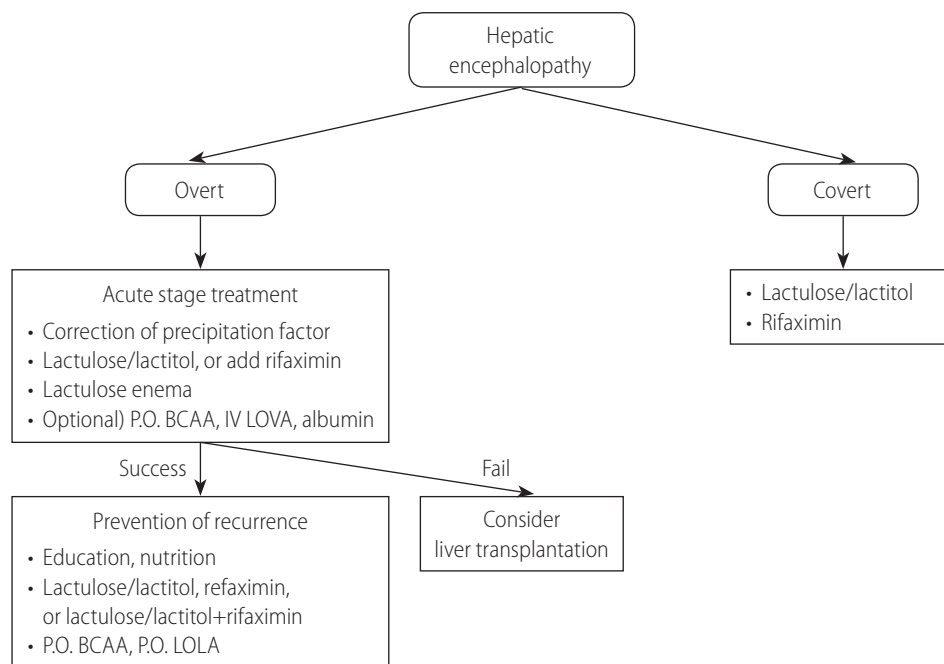 Hepatic
encephalopathy
Overt
Covert
Acute stage treatment
• Correction of precipitation factor
• Lactulose/lactitol, or add rifaximin
• Lactulose enema
• Optional) P.O. BCAA, IV LOVA, albumin
• Lactulose/lactitol
• Rifaximin
Success
Fail
Prevention of recurrence
• Education, nutrition
• Lactulose/lactitol, refaximin,
or lactulose/lactitol+rifaximin
• P.O. BCAA, P.O. LOLA
Consider
liver transplantation